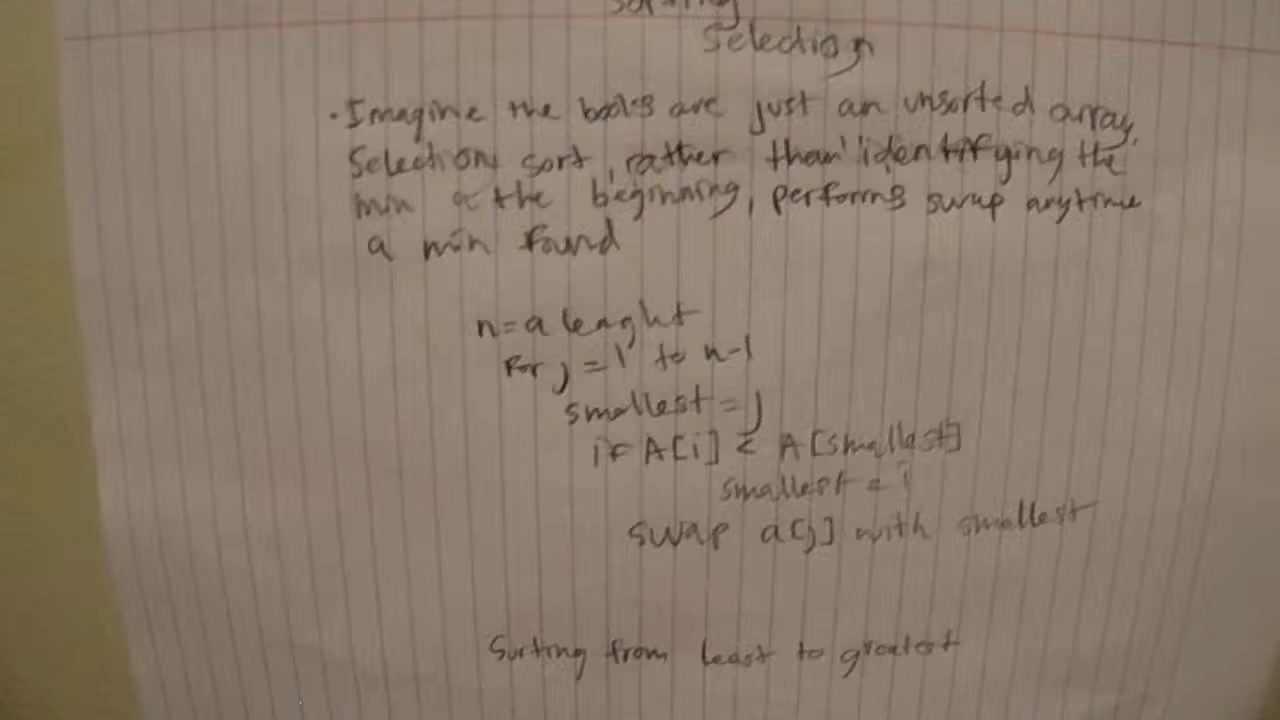 Sorting
Selection
· Imagine the books are just an unsorted array,
Selection sort, rather than identifying the
min a the beginning, performs swap anytime
a min found
n = a lenght
For j = 1 to n-1
smallest = j
if A[i] < A[smallest]
smallest = i
swap a[j] with smallest
Sorting from least to greatest